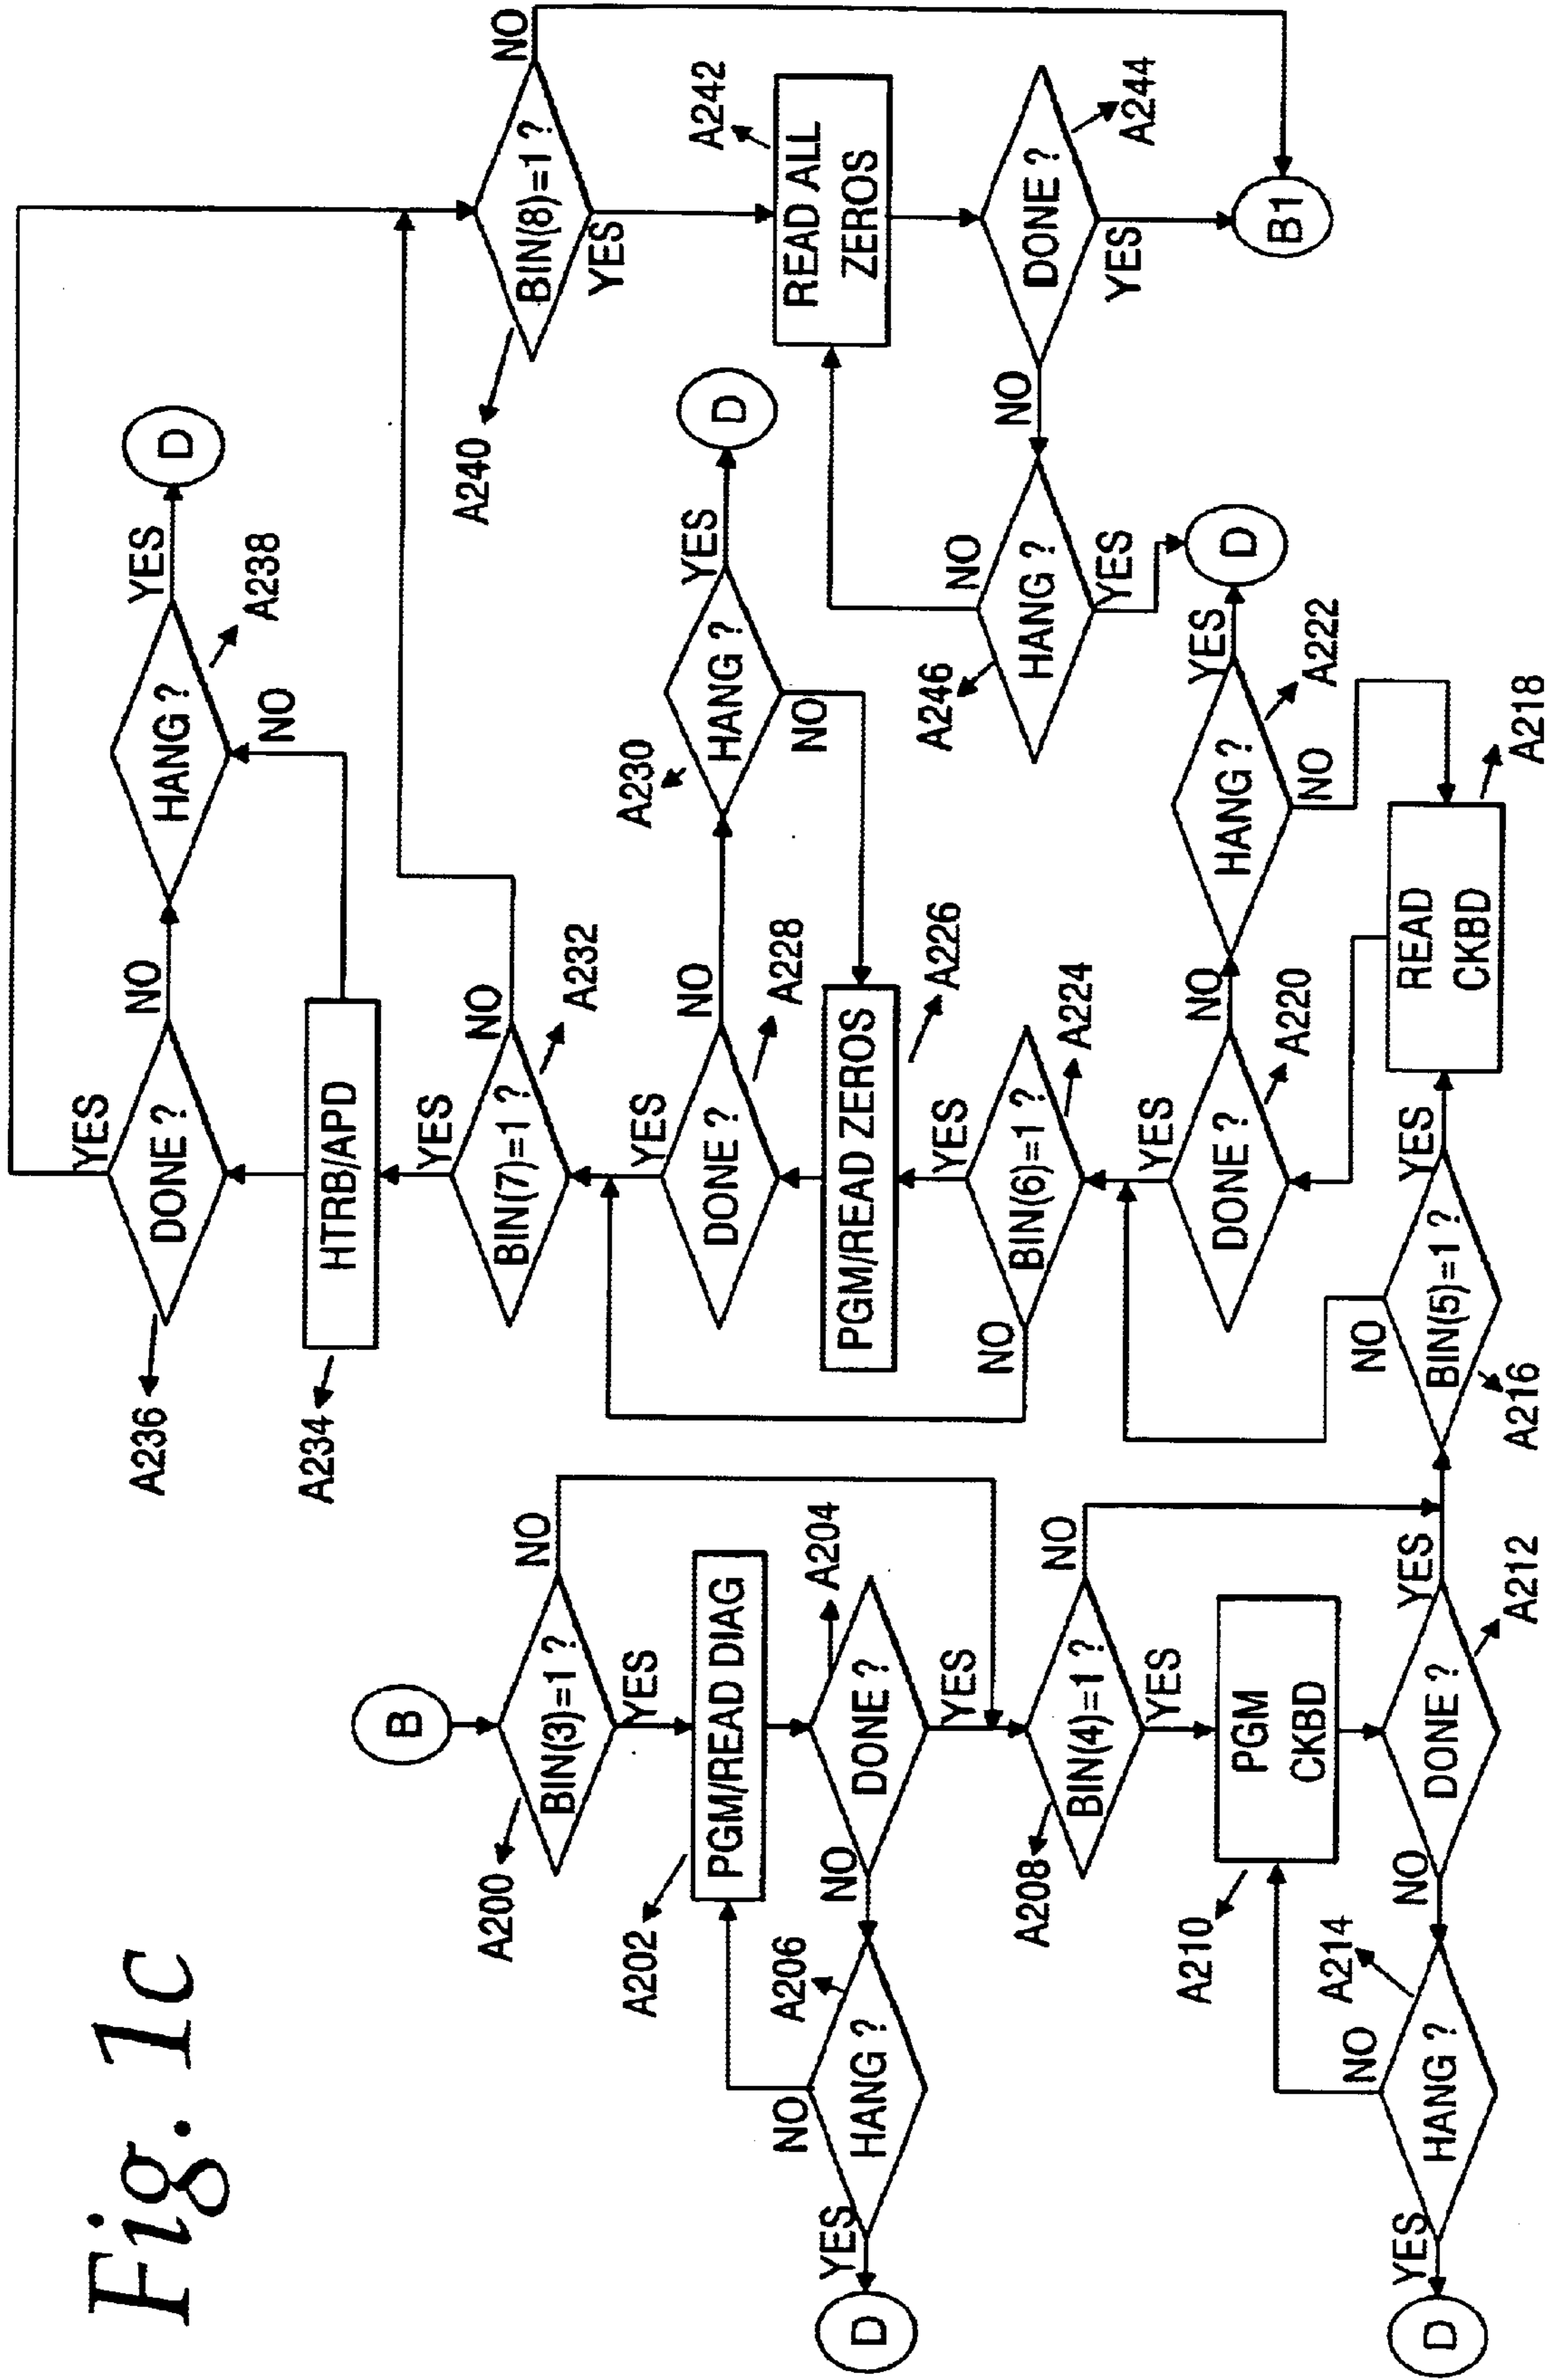 Fig. 1c
B
BIN(3)=1 ?
A200
NO
YES
PGM/READ DIAG
A202
DONE ?
A204
NO
YES
HANG ?
A206
NO
YES
D
BIN(4)=1 ?
A208
NO
YES
PGM
CKBD
A210
DONE ?
A212
NO
YES
HANG ?
A214
NO
YES
D
BIN(5)=1 ?
A216
NO
YES
READ
CKBD
A218
DONE ?
A220
NO
YES
HANG ?
A222
NO
YES
D
BIN(6)=1 ?
A224
NO
YES
PGM/READ ZEROS
A226
DONE ?
A228
NO
YES
HANG ?
A230
NO
YES
D
BIN(7)=1 ?
A232
NO
YES
HTRB/APD
A234
DONE ?
A236
NO
YES
HANG ?
A238
NO
YES
D
BIN(8)=1 ?
A240
NO
YES
READ ALL
ZEROS
A242
DONE ?
A244
NO
YES
HANG ?
A246
NO
YES
B1